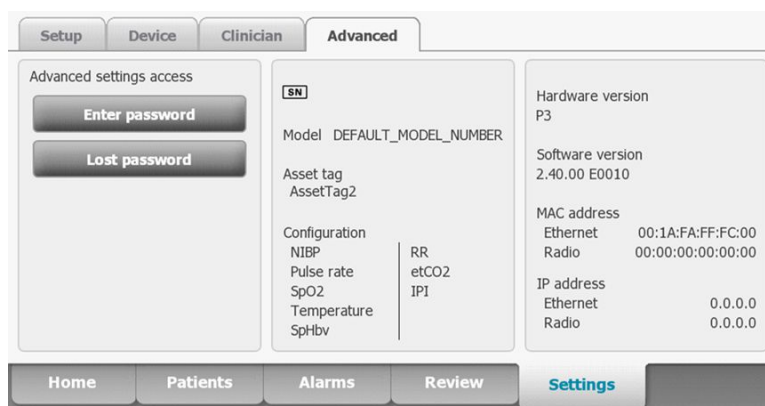 Setup Device Clinician Advanced
Advanced settings access
Enter password
Lost password
SN
Model DEFAULT_MODEL_NUMBER
Asset tag
AssetTag2
Configuration
NIBP
Pulse rate
SpO2
Temperature
SpHbv
RR
etCO2
IPI
Hardware version
P3
Software version
2.40.00 E0010
MAC address
Ethernet 00:1A:FA:FF:FC:00
Radio 00:00:00:00:00:00
IP address
Ethernet 0.0.0.0
Radio 0.0.0.0
Home Patients Alarms Review Settings